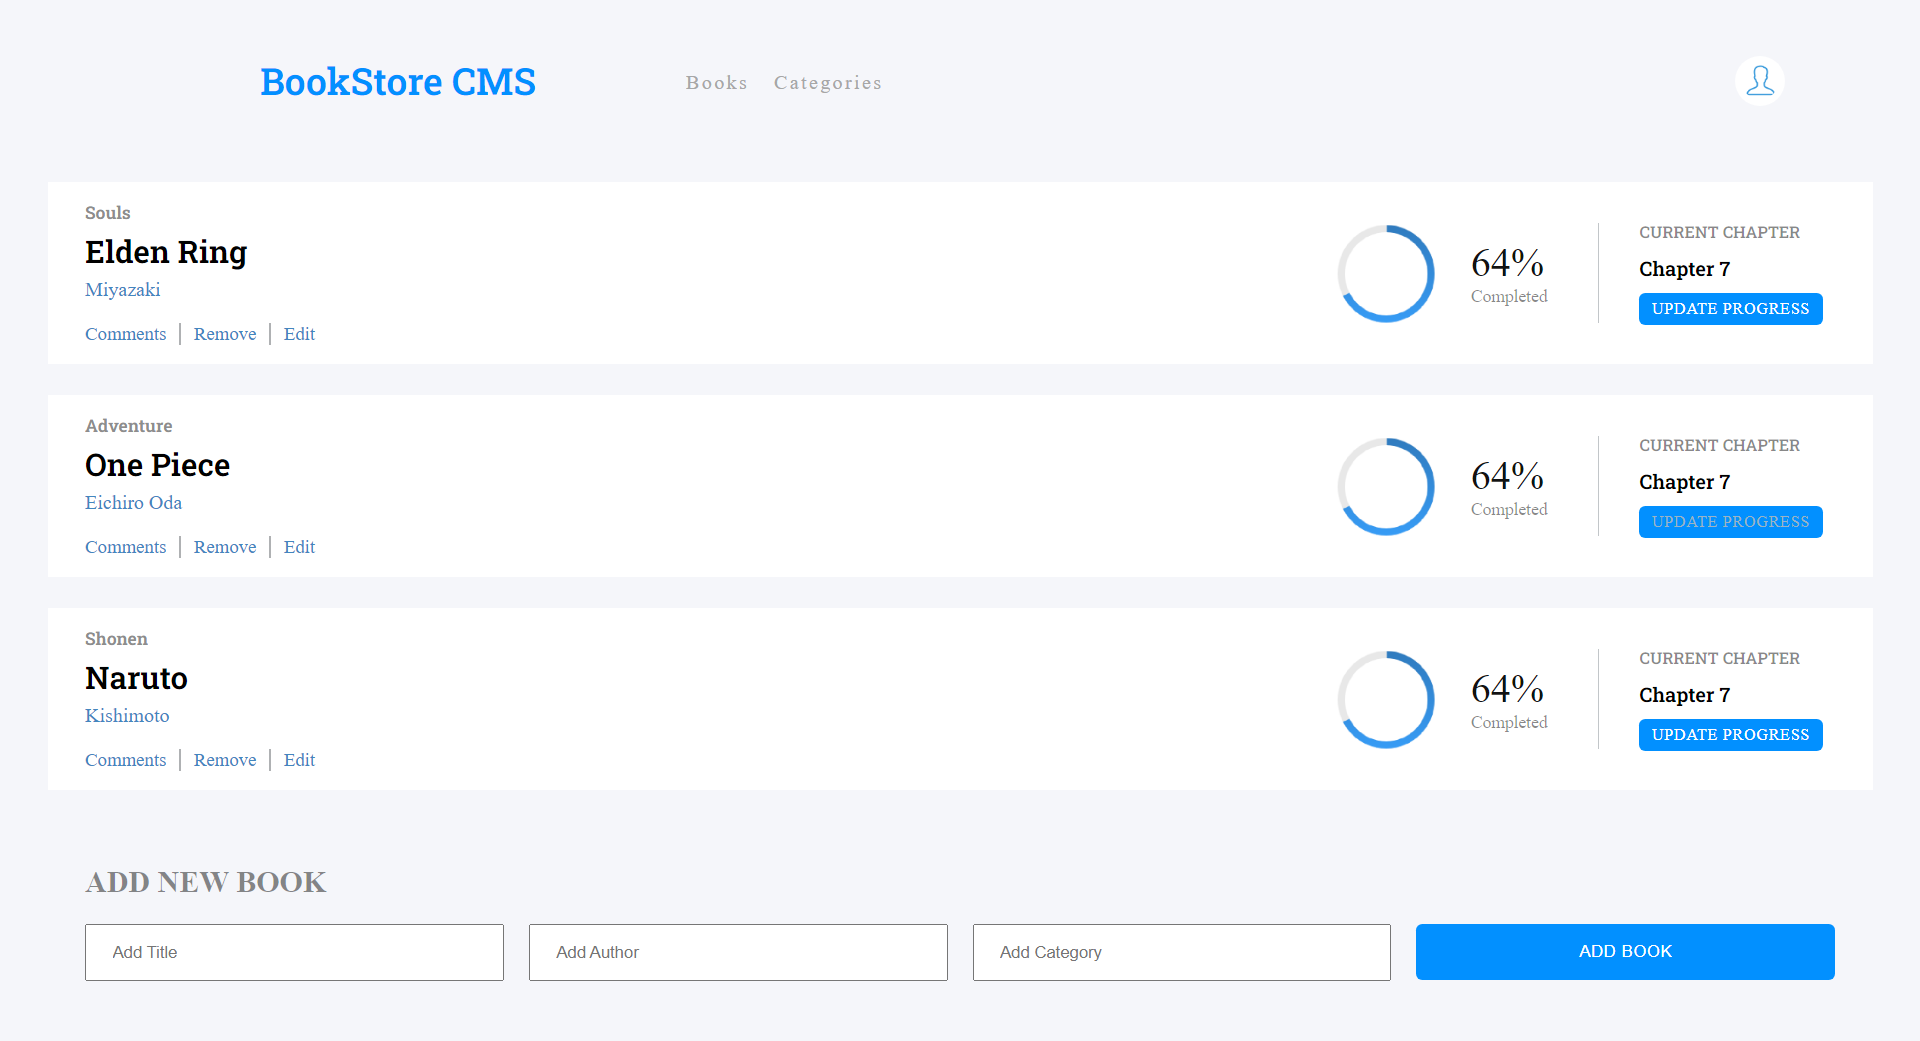 BookStore CMS Books Categories
Souls
Elden Ring
Miyazaki
Comments Remove Edit
64%
Completed
CURRENT CHAPTER
Chapter 7
UPDATE PROGRESS
Adventure
One Piece
Eichiro Oda
Comments Remove Edit
64%
Completed
CURRENT CHAPTER
Chapter 7
UPDATE PROGRESS
Shonen
Naruto
Kishimoto
Comments Remove Edit
64%
Completed
CURRENT CHAPTER
Chapter 7
UPDATE PROGRESS
ADD NEW BOOK
Add Title Add Author Add Category ADD BOOK